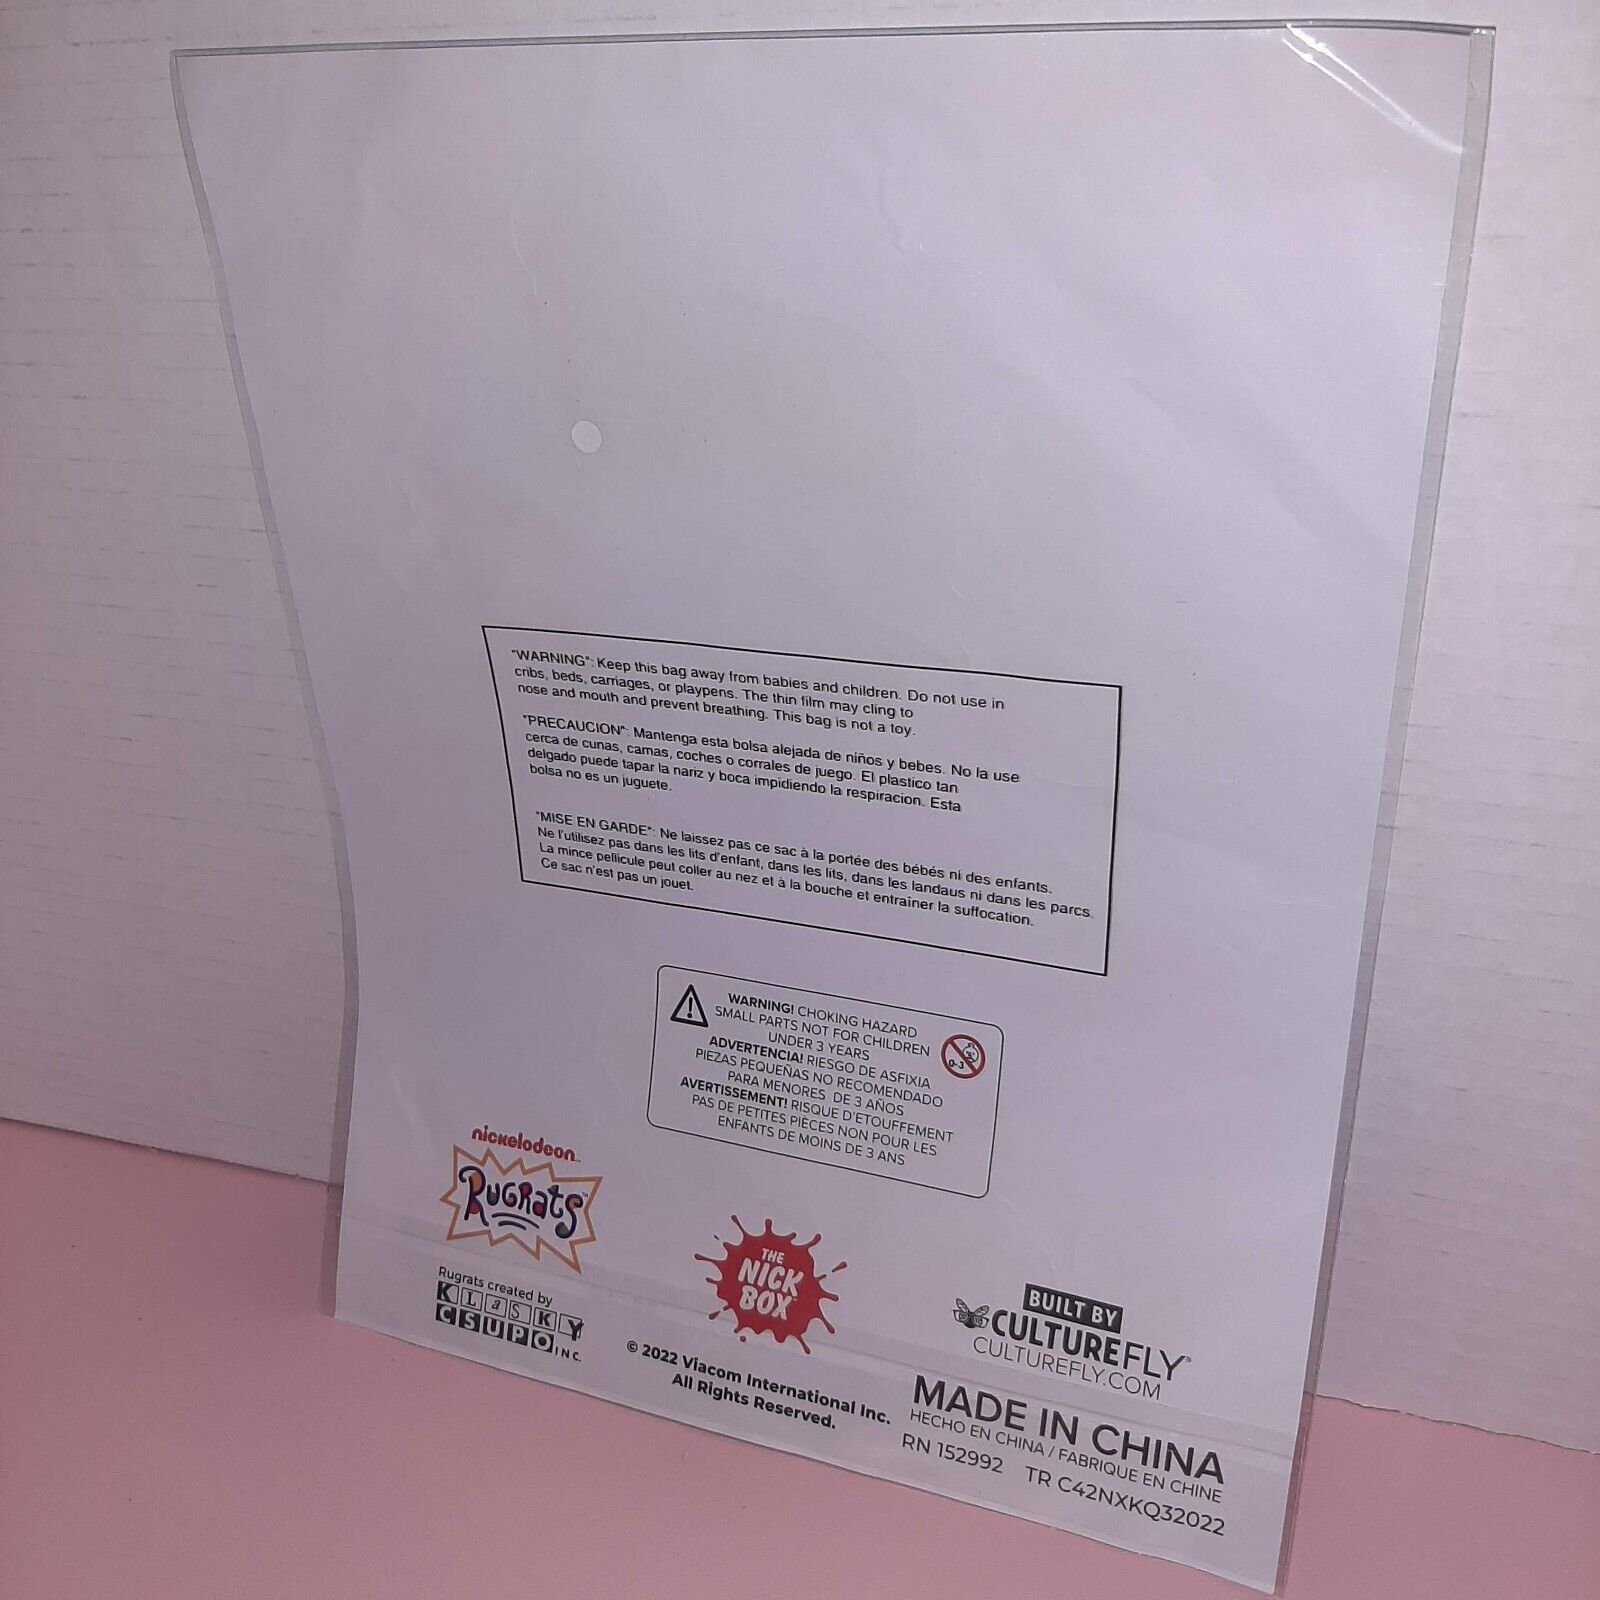 "WARNING": Keep this bag away from babies and children. Do not use in
cribs, beds, carriages, or playpens. The thin film may cling to
nose and mouth and prevent breathing. This bag is not a toy.
"PRECAUCION": Mantenga esta bolsa alejada de niños y bebes. No la use
cerca de cunas, camas, coches o corrales de juego. El plastico tan
delgado puede tapar la nariz y boca impidiendo la respiracion. Esta
bolsa no es un juguete.
"MISE EN GARDE": Ne laissez pas ce sac à la portée des bébés ni des enfants.
Ne l'utilisez pas dans les lits d'enfant, dans les lits, dans les landaus ni dans les parcs.
La mince pellicule peut coller au nez et à la bouche et entraîner la suffocation.
Ce sac n'est pas un jouet.
WARNING! CHOKING HAZARD
SMALL PARTS NOT FOR CHILDREN
UNDER 3 YEARS
ADVERTENCIA! RIESGO DE ASFIXIA
PIEZAS PEQUEÑAS NO RECOMENDADO
PARA MENORES DE 3 AÑOS
AVERTISSEMENT! RISQUE D'ETOUFFEMENT
PAS DE PETITES PIÈCES NON POUR LES
ENFANTS DE MOINS DE 3 ANS
0-3
nickelodeon™
RUGRatS™
Rugrats created by
KLaSKY
CSUPO INC.
THE
NICK
BOX
© 2022 Viacom International Inc.
All Rights Reserved.
BUILT BY
CULTUREFLY®
CULTUREFLY.COM
MADE IN CHINA
HECHO EN CHINA / FABRIQUE EN CHINE
RN 152992 TR C42NXKQ32022